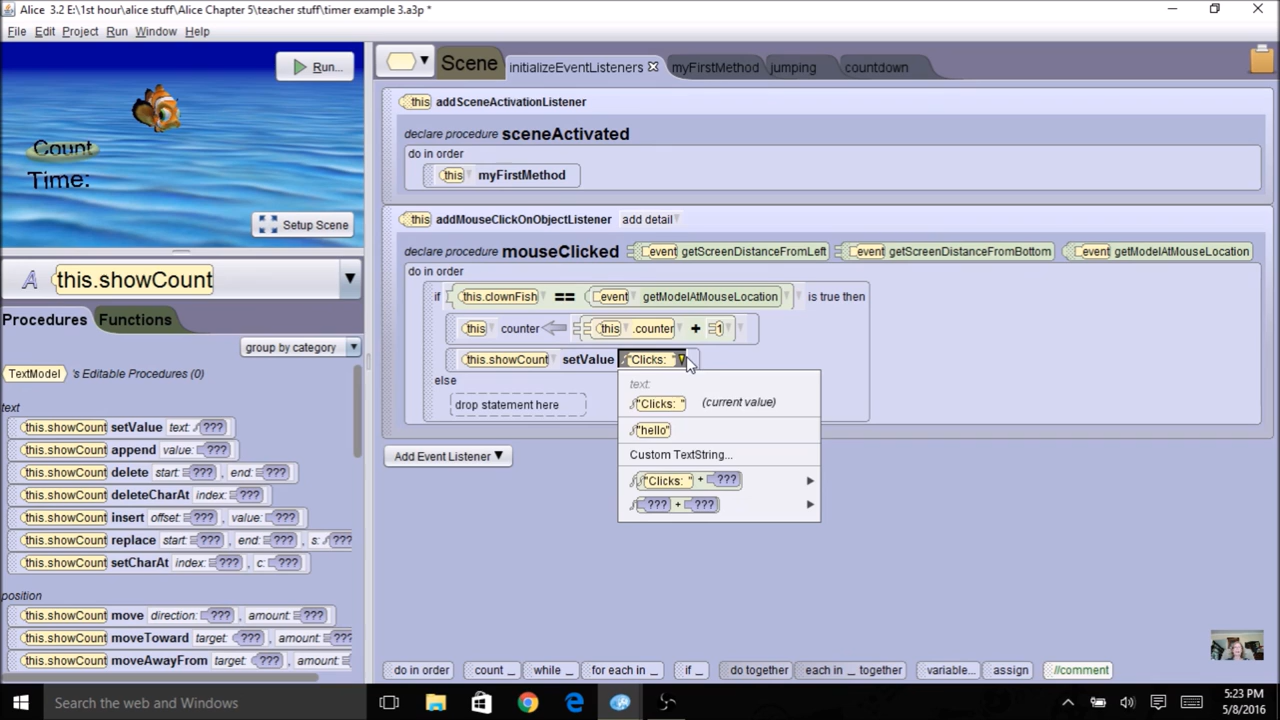 Alice 3.2 E:\1st hour\alice stuff\Alice Chapter 5\teacher stuff\timer example 3.a3p *
File Edit Project Run Window Help
Run...
Count
Time:
Setup Scene
Scene initializeEventListeners myFirstMethod jumping countdown
this addSceneActivationListener
declare procedure sceneActivated
do in order
this myFirstMethod
this addMouseClickOnObjectListener add detail
declare procedure mouseClicked event getScreenDistanceFromLeft event getScreenDistanceFromBottom event getModelAtMouseLocation
do in order
if this.clownFish == event getModelAtMouseLocation is true then
this counter this .counter + 1
this.showCount setValue "Clicks: "
else
drop statement here
text:
"Clicks: " (current value)
"hello"
Custom TextString...
"Clicks: " + ???
??? + ???
Add Event Listener
A this.showCount
Procedures Functions
group by category
TextModel 's Editable Procedures (0)
text
this.showCount setValue text: ???
this.showCount append value: ???
this.showCount delete start: ??? , end: ???
this.showCount deleteCharAt index: ???
this.showCount insert offset: ??? , value: ???
this.showCount replace start: ??? , end: ??? , s: ???
this.showCount setCharAt index: ??? , c: ???
position
this.showCount move direction: ??? , amount: ???
this.showCount moveToward target: ??? , amount: ???
this.showCount moveAwayFrom target: ??? , amount:
do in order count _ while _ for each in _ if _ do together each in _ together variable... assign //comment
Search the web and Windows
5:23 PM
5/8/2016